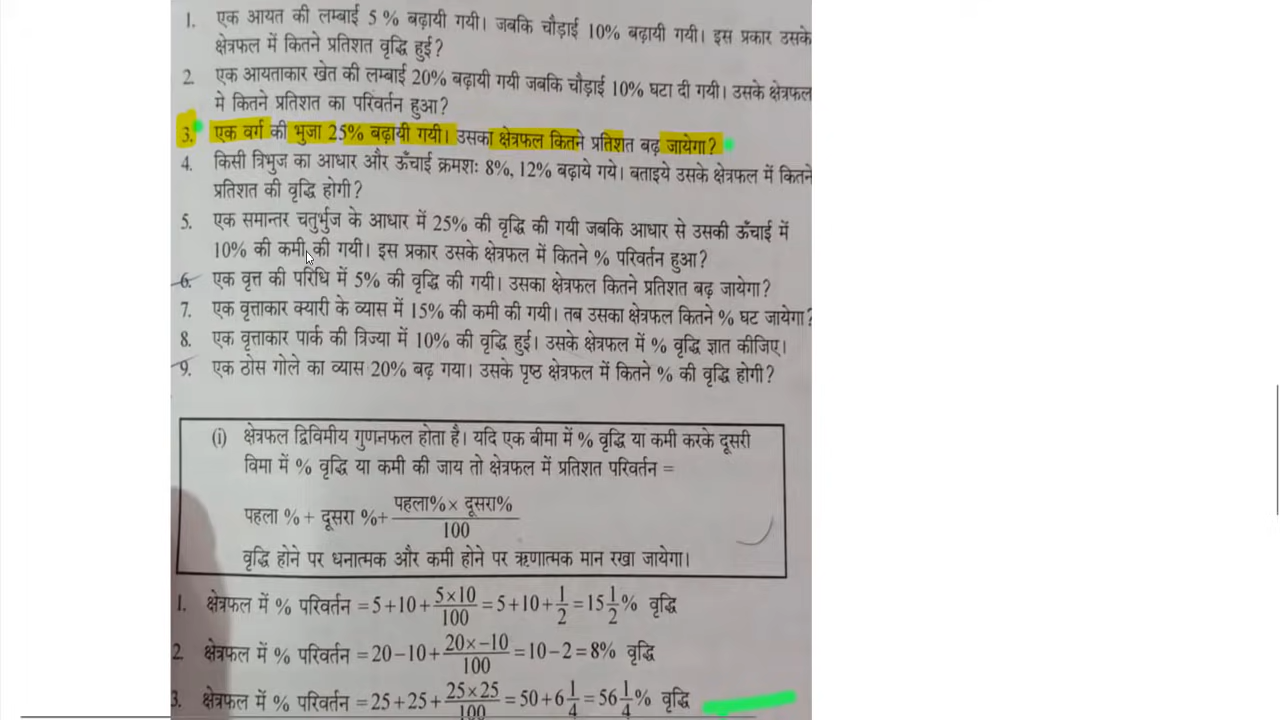 1. एक आयत की लम्बाई 5 % बढ़ायी गयी। जबकि चौड़ाई 10% बढ़ायी गयी। इस प्रकार उसके
क्षेत्रफल में कितने प्रतिशत वृद्धि हुई?
2. एक आयताकार खेत की लम्बाई 20% बढ़ायी गयी जबकि चौड़ाई 10% घटा दी गयी। उसके क्षेत्रफल
मे कितने प्रतिशत का परिवर्तन हुआ?
3. एक वर्ग की भुजा 25% बढ़ायी गयी। उसका क्षेत्रफल कितने प्रतिशत बढ़ जायेगा?
4. किसी त्रिभुज का आधार और ऊँचाई क्रमशः 8%, 12% बढ़ाये गये। बताइये उसके क्षेत्रफल में कितने
प्रतिशत की वृद्धि होगी?
5. एक समान्तर चतुर्भुज के आधार में 25% की वृद्धि की गयी जबकि आधार से उसकी ऊँचाई में
10% की कमी की गयी। इस प्रकार उसके क्षेत्रफल में कितने % परिवर्तन हुआ?
6. एक वृत्त की परिधि में 5% की वृद्धि की गयी। उसका क्षेत्रफल कितने प्रतिशत बढ़ जायेगा?
7. एक वृत्ताकार क्यारी के व्यास में 15% की कमी की गयी। तब उसका क्षेत्रफल कितने % घट जायेगा?
8. एक वृत्ताकार पार्क की त्रिज्या में 10% की वृद्धि हुई। उसके क्षेत्रफल में % वृद्धि ज्ञात कीजिए।
9. एक ठोस गोले का व्यास 20% बढ़ गया। उसके पृष्ठ क्षेत्रफल में कितने % की वृद्धि होगी?
(i) क्षेत्रफल द्विविमीय गुणनफल होता है। यदि एक बीमा में % वृद्धि या कमी करके दूसरी
विमा में % वृद्धि या कमी की जाय तो क्षेत्रफल में प्रतिशत परिवर्तन =
पहला % + दूसरा %+ पहला%× दूसरा%/100
वृद्धि होने पर धनात्मक और कमी होने पर ऋणात्मक मान रखा जायेगा।
1. क्षेत्रफल में % परिवर्तन = 5+10+ 5×10/100 = 5+10+ 1/2 = 15 1/2 % वृद्धि
2. क्षेत्रफल में % परिवर्तन = 20−10+ 20×−10/100 = 10−2 = 8% वृद्धि
3. क्षेत्रफल में % परिवर्तन = 25+25+ 25×25/100 = 50+6 1/4 = 56 1/4 % वृद्धि